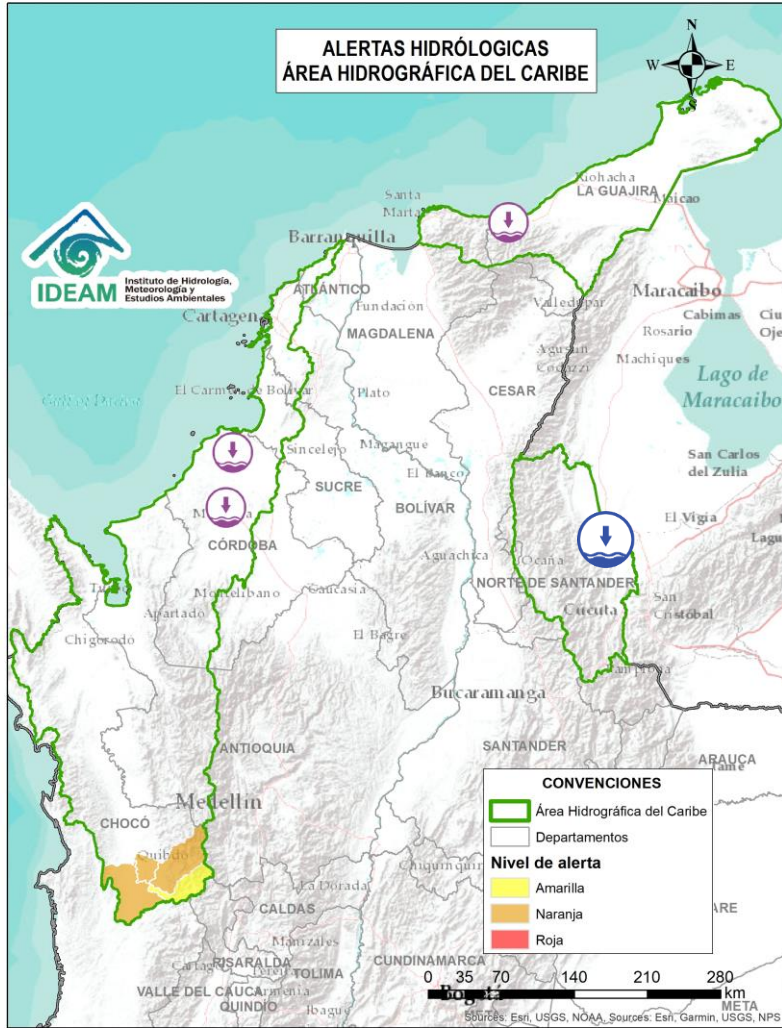 ALERTAS HIDRÓLOGICAS
ÁREA HIDROGRÁFICA DEL CARIBE
N
W
E
S
Riohacha
LA GUAJIRA
Maicao
Santa
Marta
Barranquilla
IDEAM
Instituto de Hidrología,
Meteorología y
Estudios Ambientales
ATLÁNTICO
Valledupar
Maracaibo
Fundación
Cabimas
MAGDALENA
Rosario
Agustín
Codazzi
Machiques
CESAR
Lago de
Maracaibo
El Carmen de Bolívar
Plato
Sincelejo
Magangue
San Carlos
del Zulia
El Banco
SUCRE
BOLÍVAR
El Vigía
CÓRDOBA
Aguachica
Ocaña
NORTE DE SANTANDER
Montelibano
Caucasia
San
Cristóbal
Apartado
Cucuta
Chigorodo
El Bagre
Bucaramanga
ANTIOQUIA
SANTANDER
ARAUCA
Medellín
CHOCÓ
Quibdo
La Dorada
CALDAS
Manizales
RISARALDA
CUNDINAMARCA
TOLIMA
VALLE DEL CAUCA
Armenia
QUINDÍO
Ibague
Bogotá
META
CONVENCIONES
Área Hidrográfica del Caribe
Departamentos
Nivel de alerta
Amarilla
Naranja
Roja
0 35 70 140 210 280
KM
Sources: Esri, USGS, NOAA, Sources: Esri, Garmin, USGS, NPS